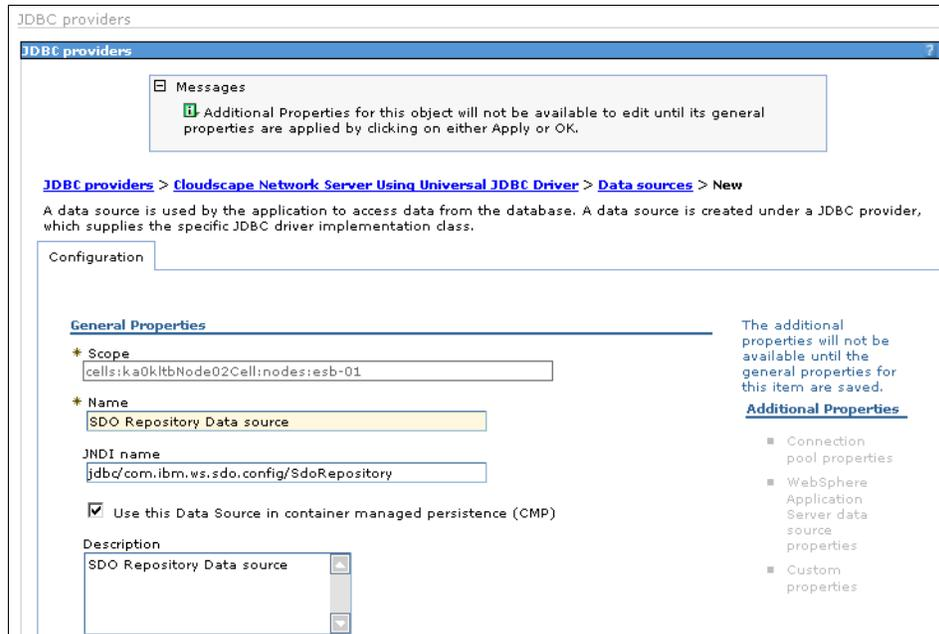 JDBC providers
JDBC providers ?
Messages
Additional Properties for this object will not be available to edit until its general
properties are applied by clicking on either Apply or OK.
JDBC providers > Cloudscape Network Server Using Universal JDBC Driver > Data sources > New
A data source is used by the application to access data from the database. A data source is created under a JDBC provider,
which supplies the specific JDBC driver implementation class.
Configuration
General Properties
* Scope
cells:ka0kltbNode02Cell:nodes:esb-01
* Name
SDO Repository Data source
JNDI name
jdbc/com.ibm.ws.sdo.config/SdoRepository
Use this Data Source in container managed persistence (CMP)
Description
SDO Repository Data source
The additional
properties will not be
available until the
general properties for
this item are saved.
Additional Properties
Connection
pool properties
WebSphere
Application
Server data
source
properties
Custom
properties